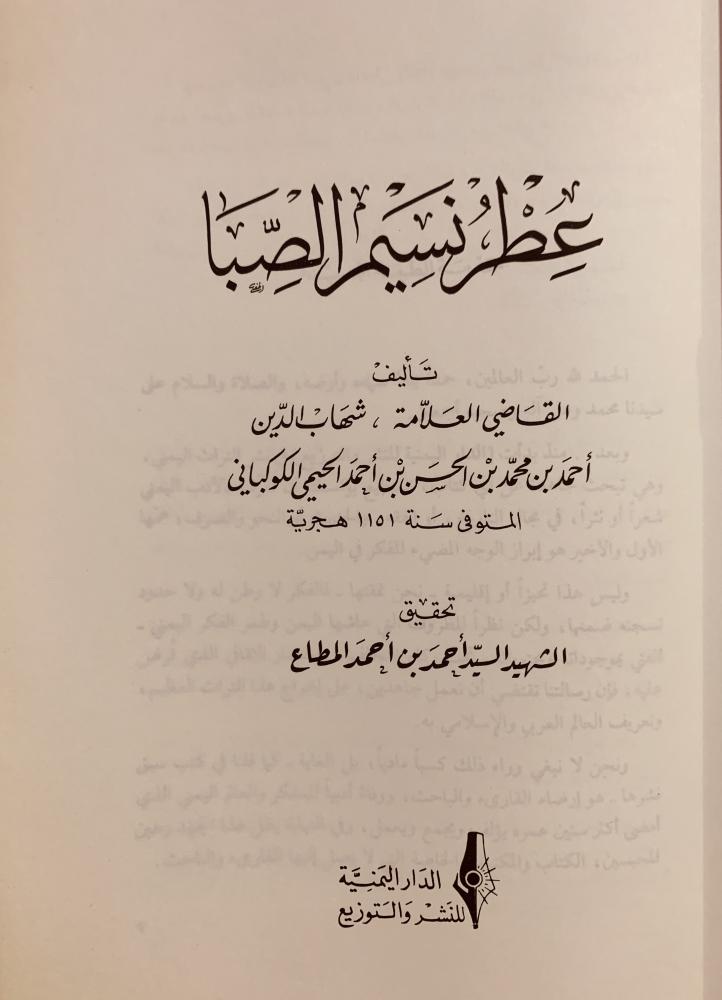 عِطْرُ نَسِيمِ الصِّبَا
تأليف
القاضي العلّامة ، شهاب الدّين
أحمد بن محمّد بن الحسن بن أحمد الحيمي الكوكباني
المتوفى سنة ١١٥١ هجريّة
تحقيق
الشهيد السيّد أحمد بن أحمد المطاع
الدار اليمنيّة
للنشر والتوزيع